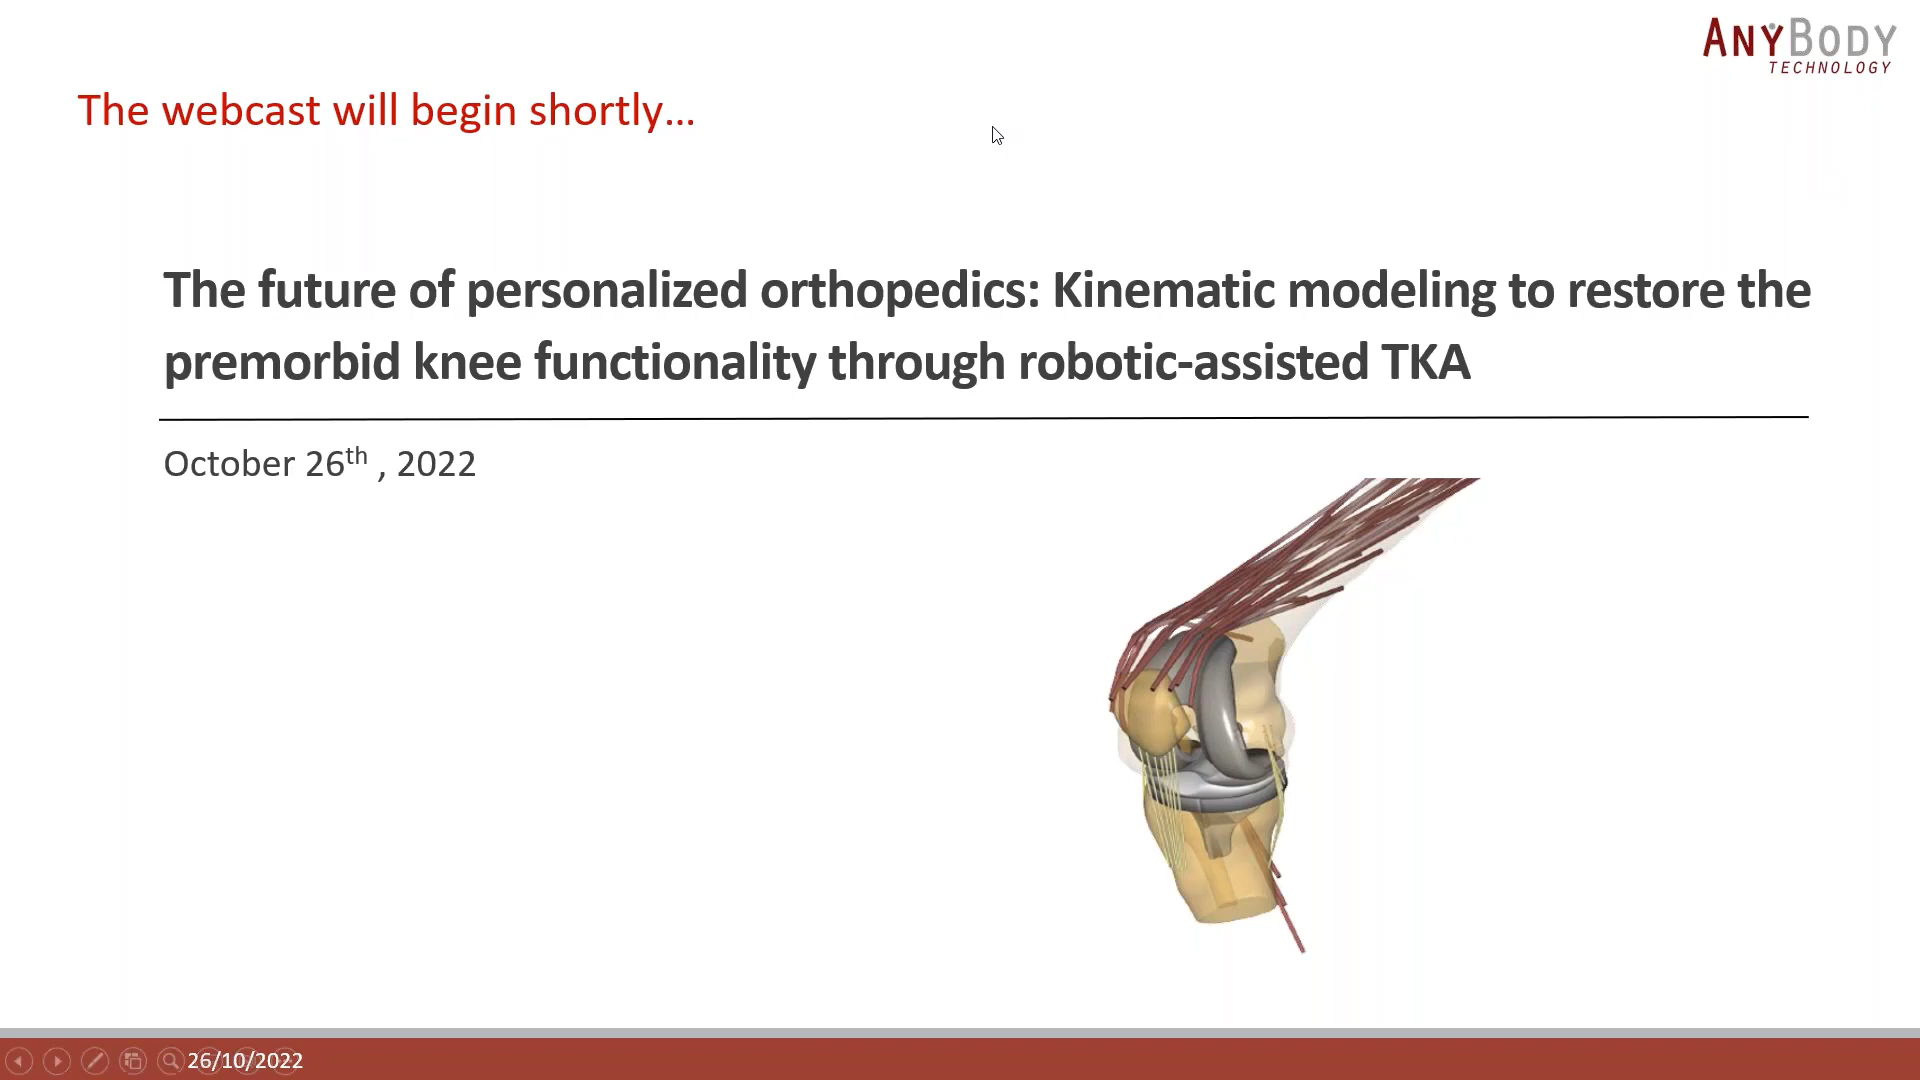 ANYBODY
TECHNOLOGY
The webcast will begin shortly...
The future of personalized orthopedics: Kinematic modeling to restore the
premorbid knee functionality through robotic-assisted TKA
October 26th , 2022
26/10/2022